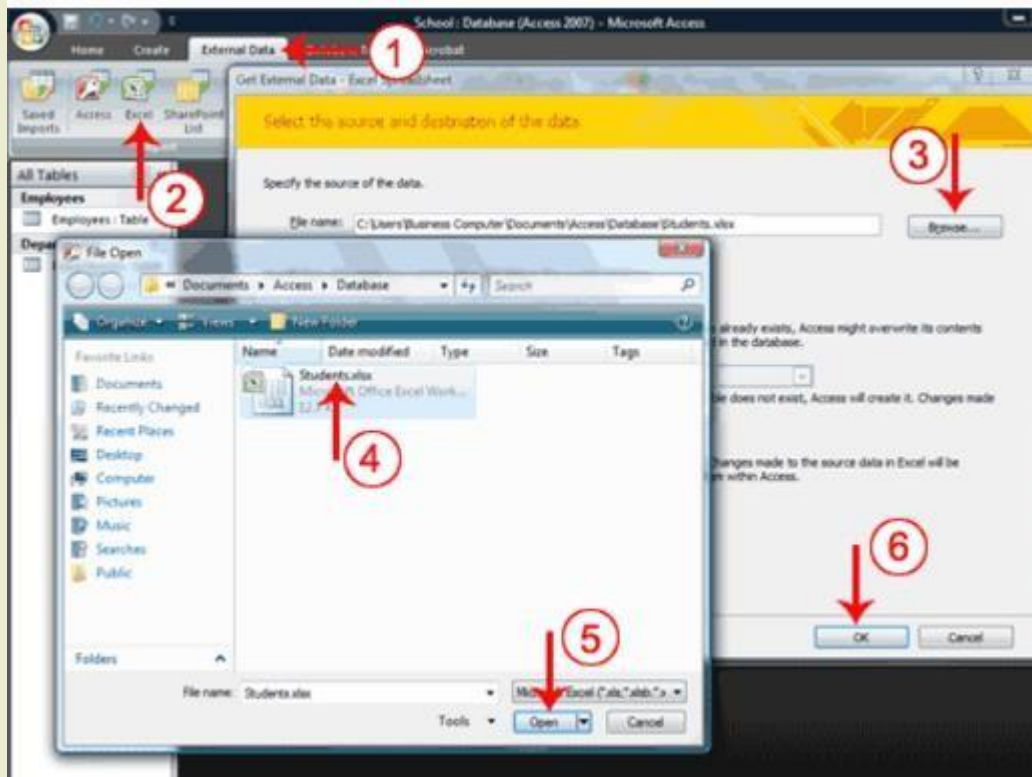 School : Database (Access 2007) - Microsoft Access
Home Create External Data
1
Get External Data - Excel Spreadsheet
Saved Imports
Access
Excel
SharePoint List
2
Select the source and destination of the data
3
Specify the source of the data.
File name: C:\Users\Business Computer\Documents\Access\Database\Students.xlsx Browse...
All Tables
Employees
Employees : Table
File Open
Documents Access Database Search
Organize Views New Folder
Favorite Links
Documents
Recently Changed
Recent Places
Desktop
Computer
Pictures
Music
Searches
Public
Folders
Name Date modified Type Size Tags
Students.xlsx
Microsoft Office Excel Work...
4
already exists, Access might overwrite its contents
in the database.
does not exist, Access will create it. Changes made
changes made to the source data in Excel will be
within Access.
6
5
OK Cancel
File name: Students.xlsx
Tools Open Cancel